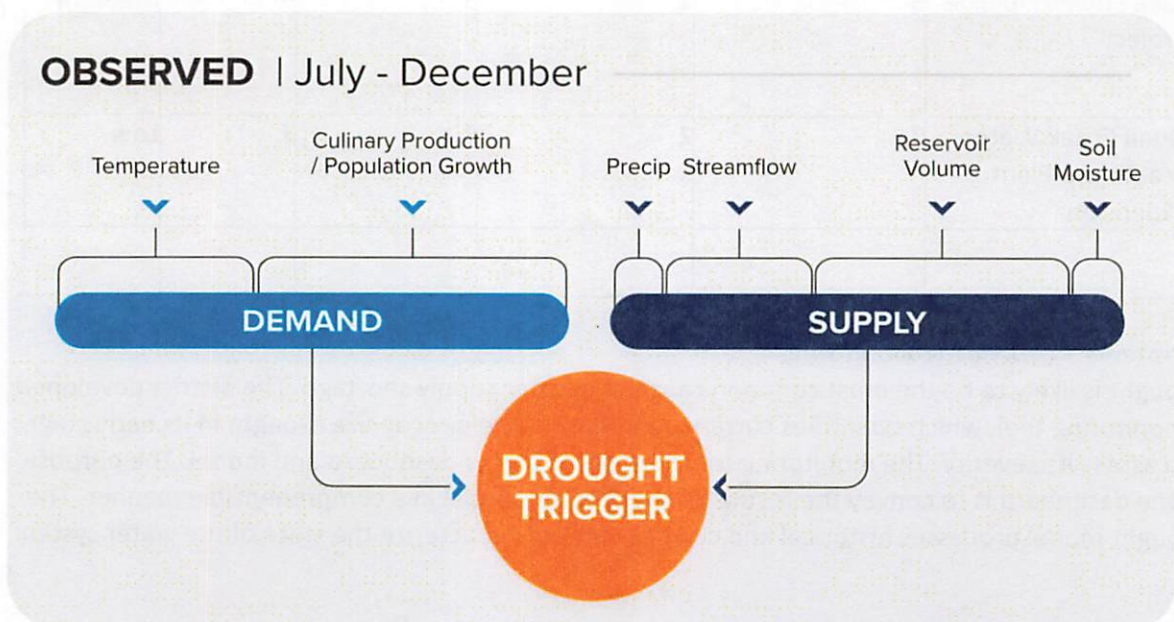 OBSERVED | July - December
Temperature
Culinary Production
/ Population Growth
Precip
Streamflow
Reservoir
Volume
Soil
Moisture
DEMAND
SUPPLY
DROUGHT
TRIGGER